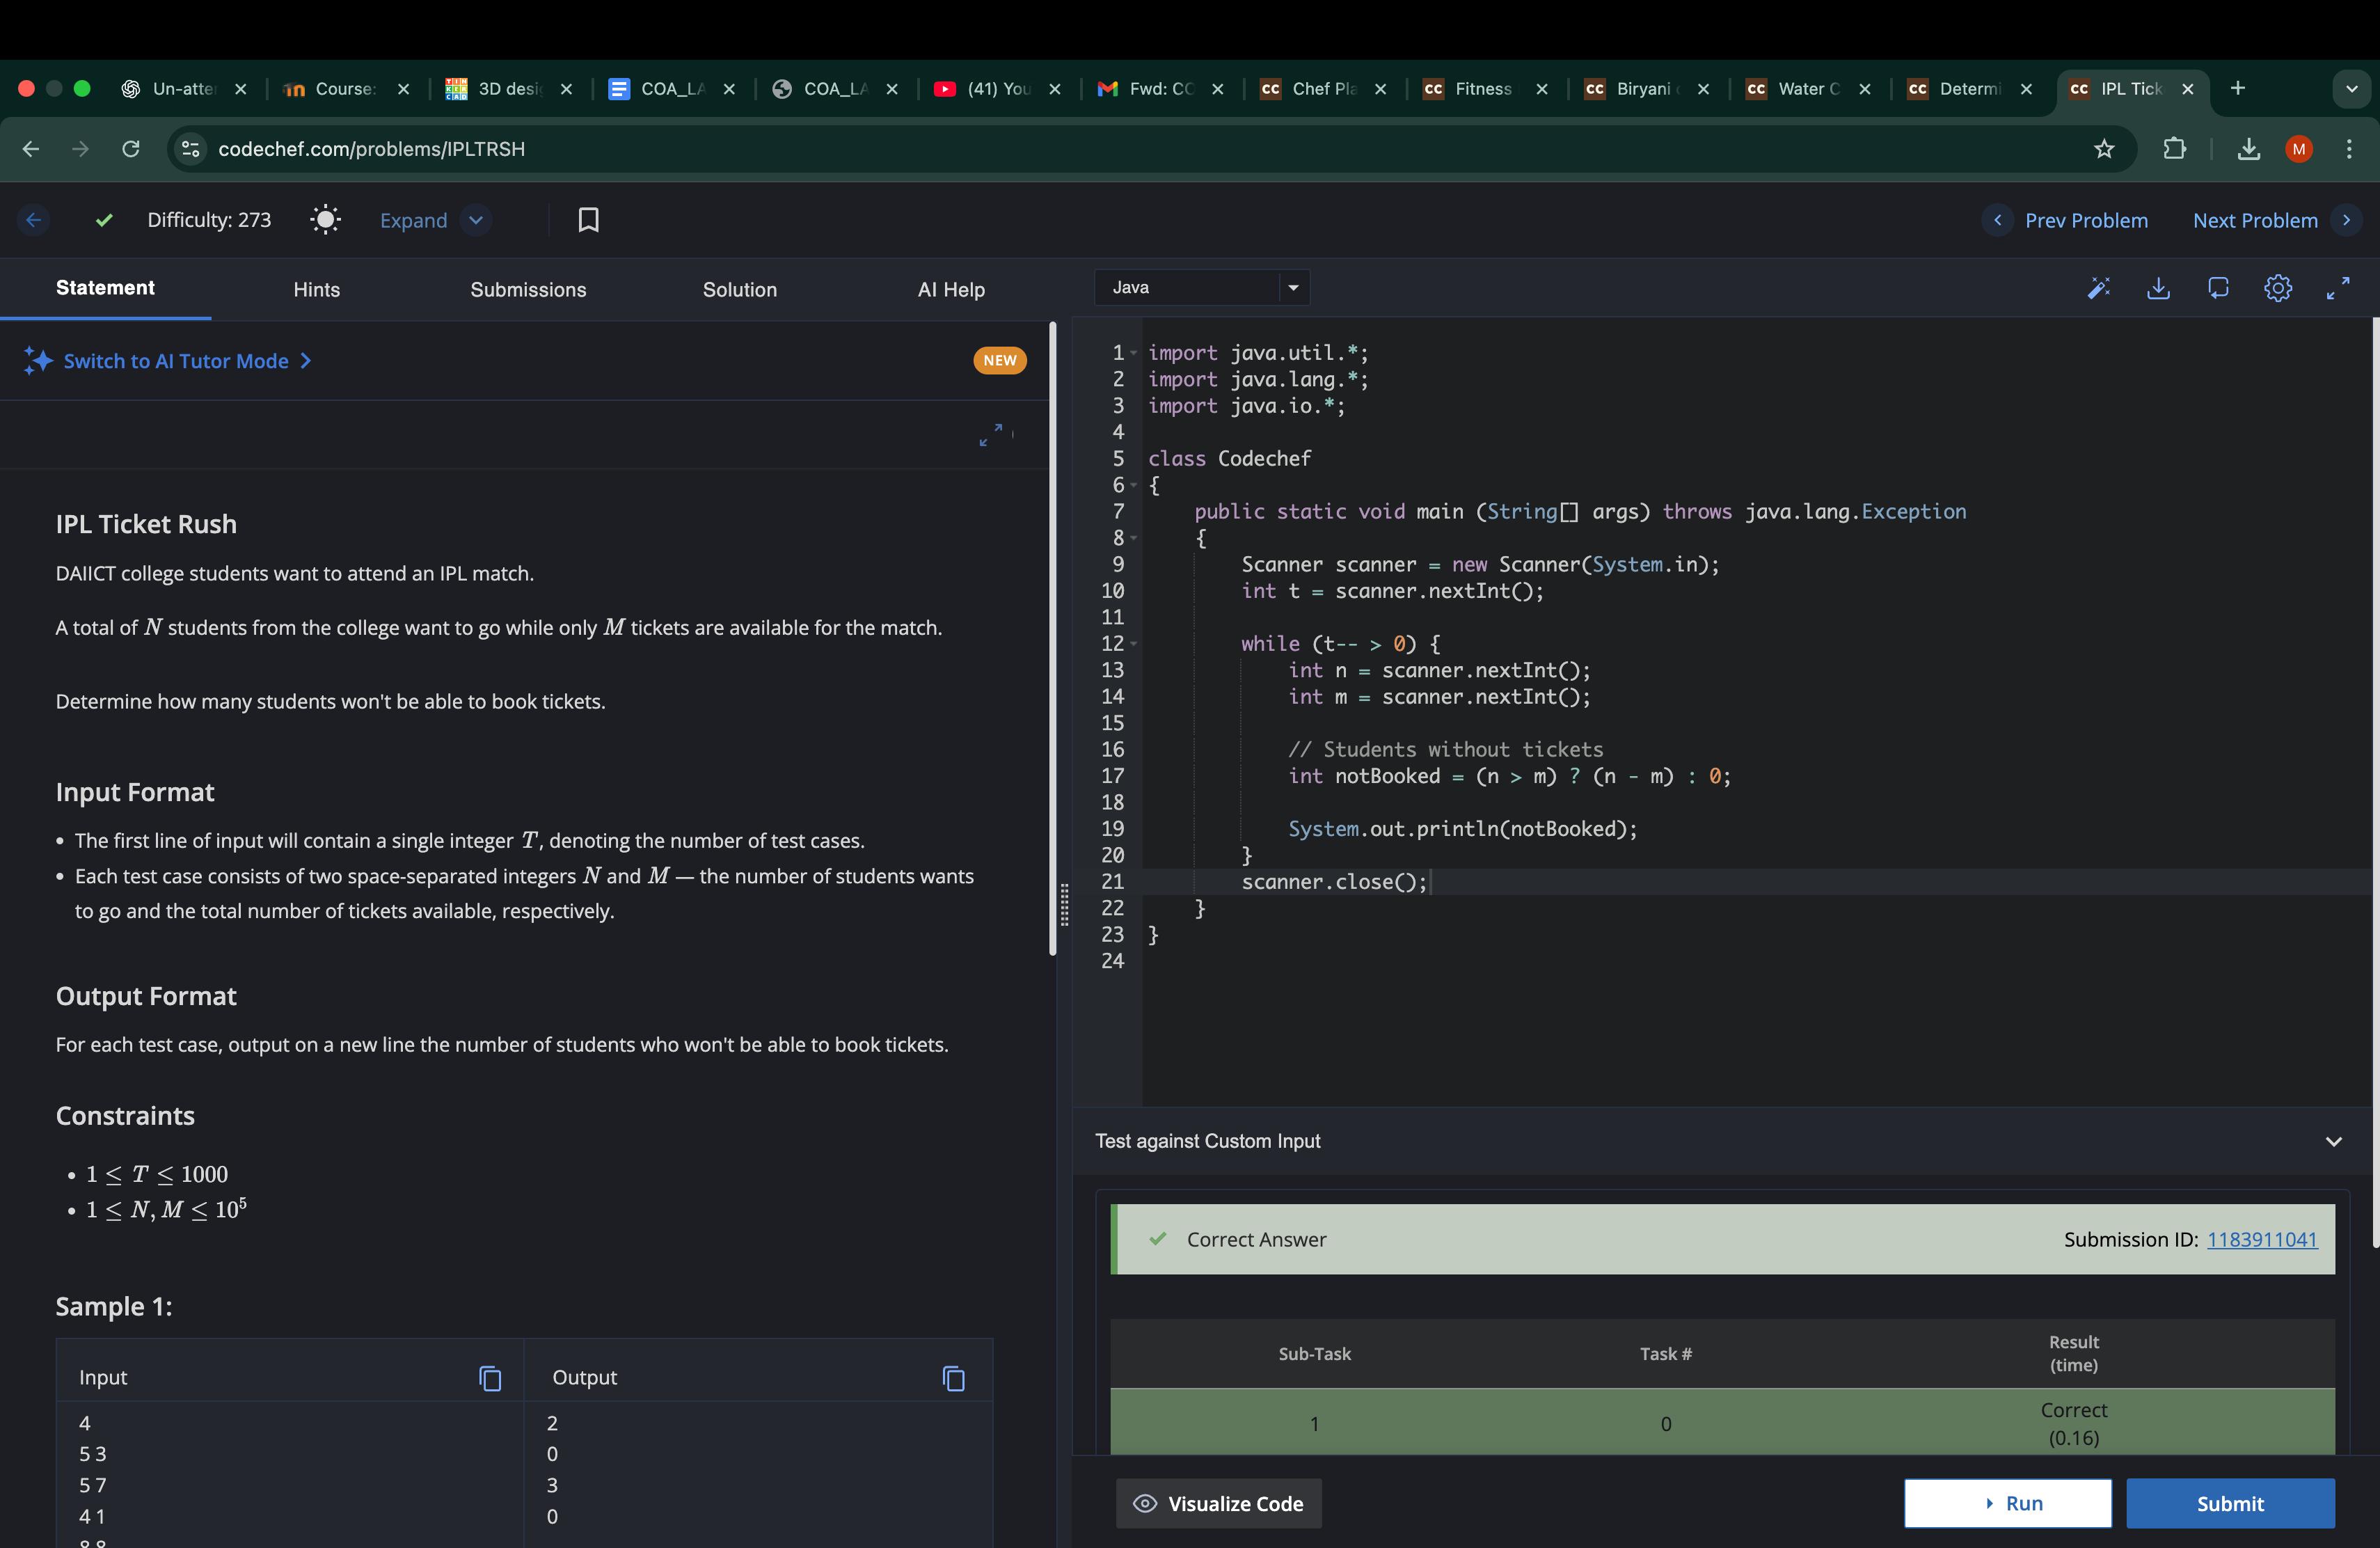 Un-atter
Course:
3D desi
COA_LA
COA_LA
(41) You
Fwd: CC
Chef Pla
Fitness
Biryani
Water C
Determi
IPL Tick
codechef.com/problems/IPLTRSH
M
Difficulty: 273
Expand
Prev Problem
Next Problem
Statement
Hints
Submissions
Solution
AI Help
Switch to AI Tutor Mode
NEW
IPL Ticket Rush
DAIICT college students want to attend an IPL match.
A total of N students from the college want to go while only M tickets are available for the match.
Determine how many students won't be able to book tickets.
Input Format
• The first line of input will contain a single integer T, denoting the number of test cases.
• Each test case consists of two space-separated integers N and M — the number of students wants
to go and the total number of tickets available, respectively.
Output Format
For each test case, output on a new line the number of students who won't be able to book tickets.
Constraints
• 1 ≤ T ≤ 1000
• 1 ≤ N, M ≤ 10⁵
Sample 1:
Input
Output
4
2
5 3
0
5 7
3
4 1
0
8 8
Java
1 import java.util.*;
2 import java.lang.*;
3 import java.io.*;
4
5 class Codechef
6 {
7 public static void main (String[] args) throws java.lang.Exception
8 {
9 Scanner scanner = new Scanner(System.in);
10 int t = scanner.nextInt();
11
12 while (t-- > 0) {
13 int n = scanner.nextInt();
14 int m = scanner.nextInt();
15
16 // Students without tickets
17 int notBooked = (n > m) ? (n - m) : 0;
18
19 System.out.println(notBooked);
20 }
21 scanner.close();
22 }
23 }
24
Test against Custom Input
Correct Answer
Submission ID: 1183911041
Sub-Task
Task #
Result
(time)
1
0
Correct
(0.16)
Visualize Code
Run
Submit